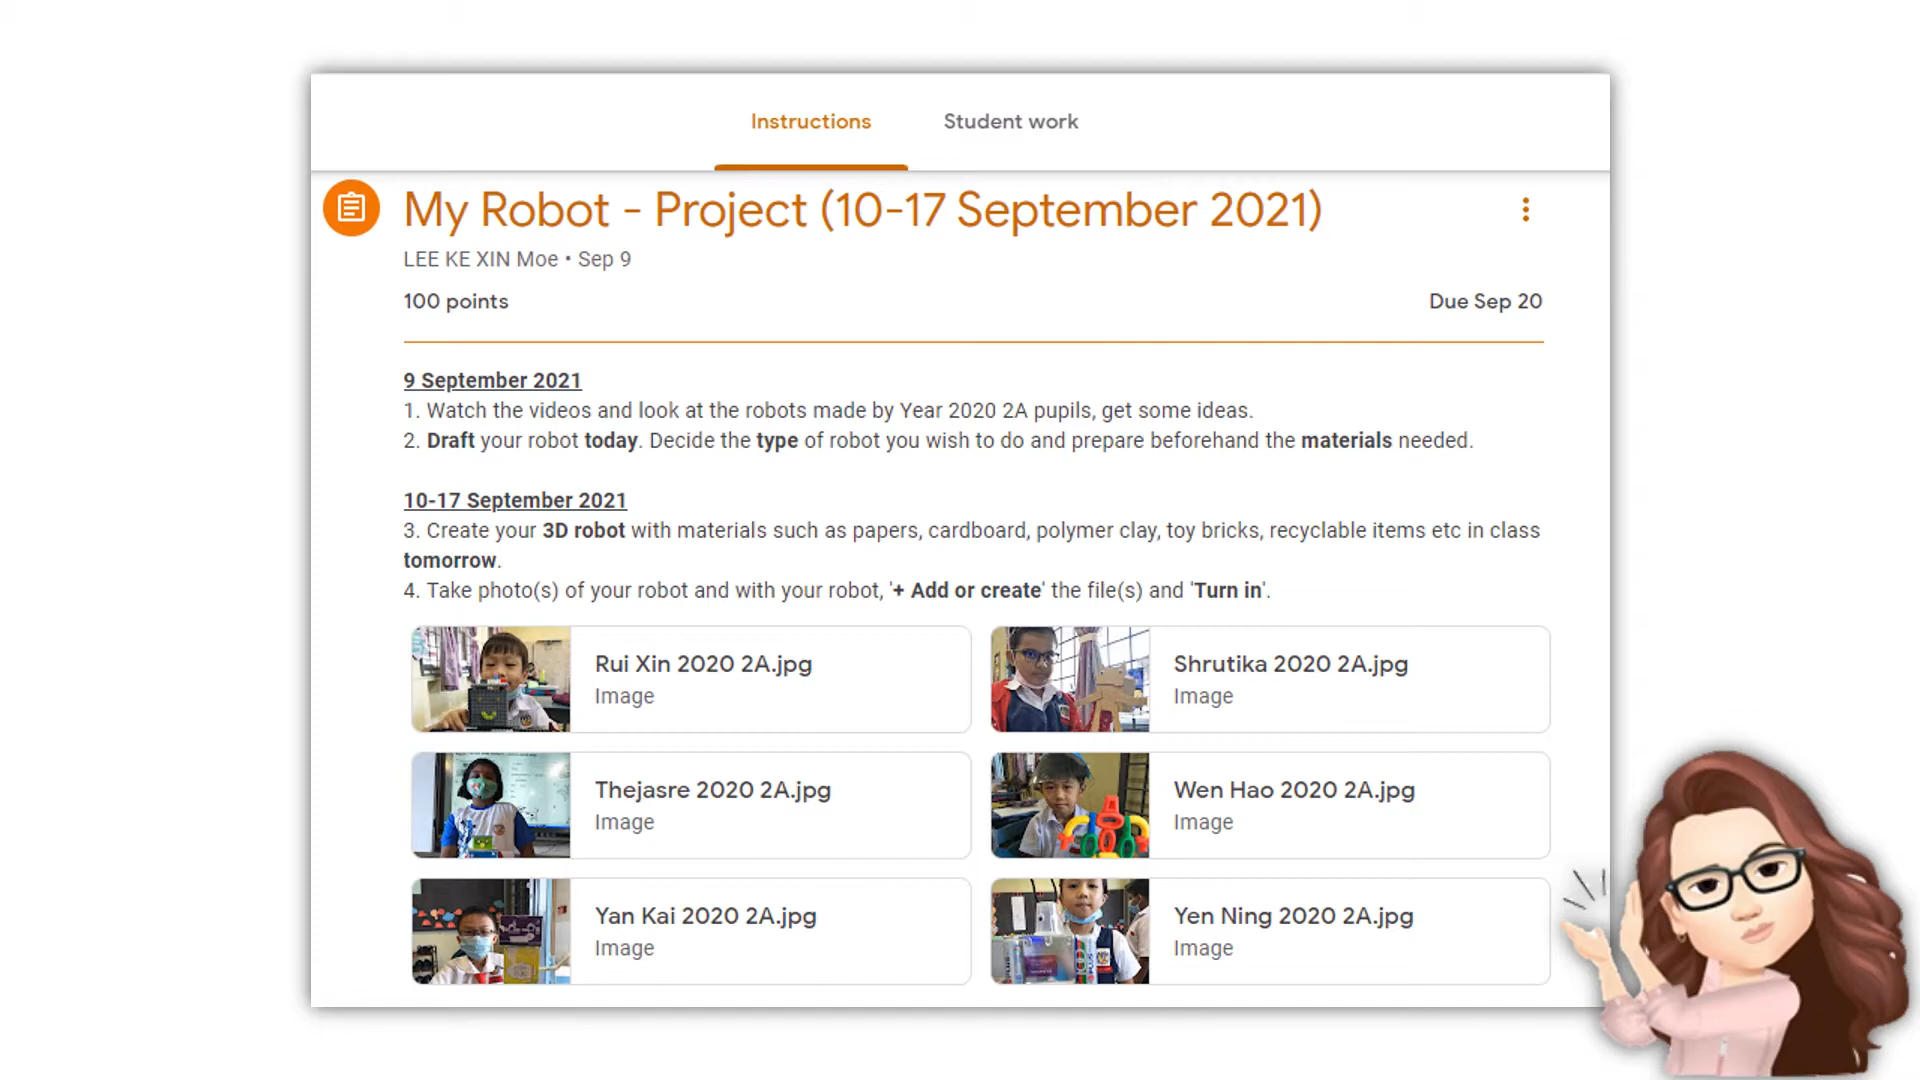 Instructions
Student work
My Robot - Project (10-17 September 2021)
LEE KE XIN Moe • Sep 9
100 points
Due Sep 20
9 September 2021
1. Watch the videos and look at the robots made by Year 2020 2A pupils, get some ideas.
2. Draft your robot today. Decide the type of robot you wish to do and prepare beforehand the materials needed.
10-17 September 2021
3. Create your 3D robot with materials such as papers, cardboard, polymer clay, toy bricks, recyclable items etc in class
tomorrow.
4. Take photo(s) of your robot and with your robot, '+ Add or create' the file(s) and 'Turn in'.
Rui Xin 2020 2A.jpg
Image
Shrutika 2020 2A.jpg
Image
Thejasre 2020 2A.jpg
Image
Wen Hao 2020 2A.jpg
Image
Yan Kai 2020 2A.jpg
Image
Yen Ning 2020 2A.jpg
Image